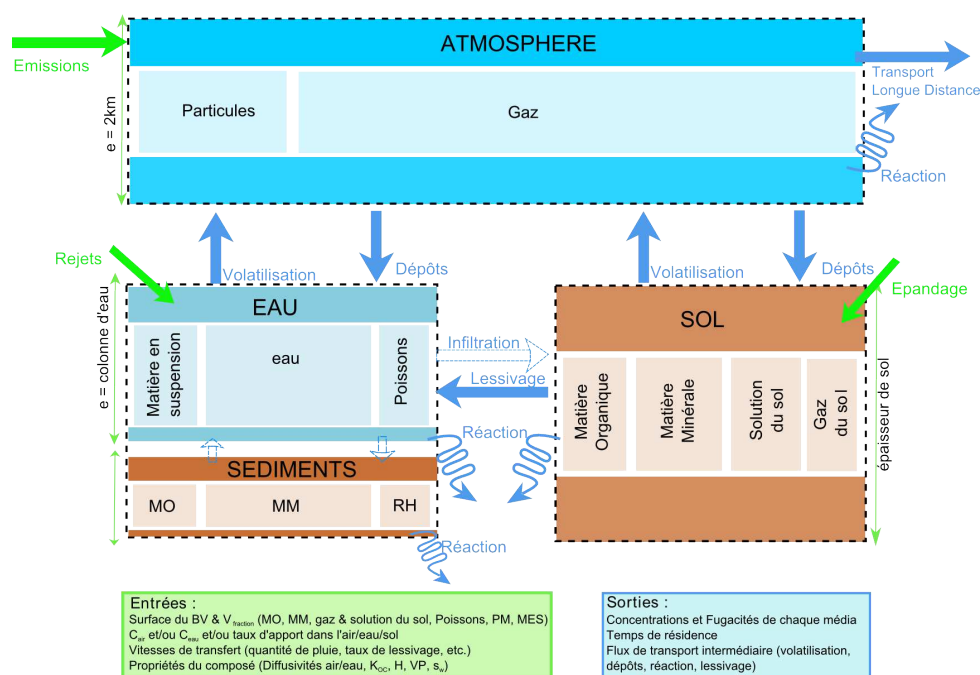 ATMOSPHERE
Emissions
Transport
Longue Distance
e = 2km
Particules
Gaz
Réaction
Rejets
Volatilisation
Dépôts
Volatilisation
Dépôts
Epandage
e = colonne d'eau
EAU
Matière en
suspension
eau
Poissons
Infiltration
Lessivage
SOL
Matière
Organique
Matière
Minérale
Solution
du sol
Gaz
du sol
épaisseur de sol
Réaction
SEDIMENTS
MO
MM
RH
Réaction
Entrées :
Surface du BV & V fraction (MO, MM, gaz & solution du sol, Poissons, PM, MES)
C air et/ou C eau et/ou taux d'apport dans l'air/eau/sol
Vitesses de transfert (quantité de pluie, taux de lessivage, etc.)
Propriétés du composé (Diffusivités air/eau, K OC, H, VP, s w)
Sorties :
Concentrations et Fugacités de chaque média
Temps de résidence
Flux de transport intermédiaire (volatilisation,
dépôts, réaction, lessivage)